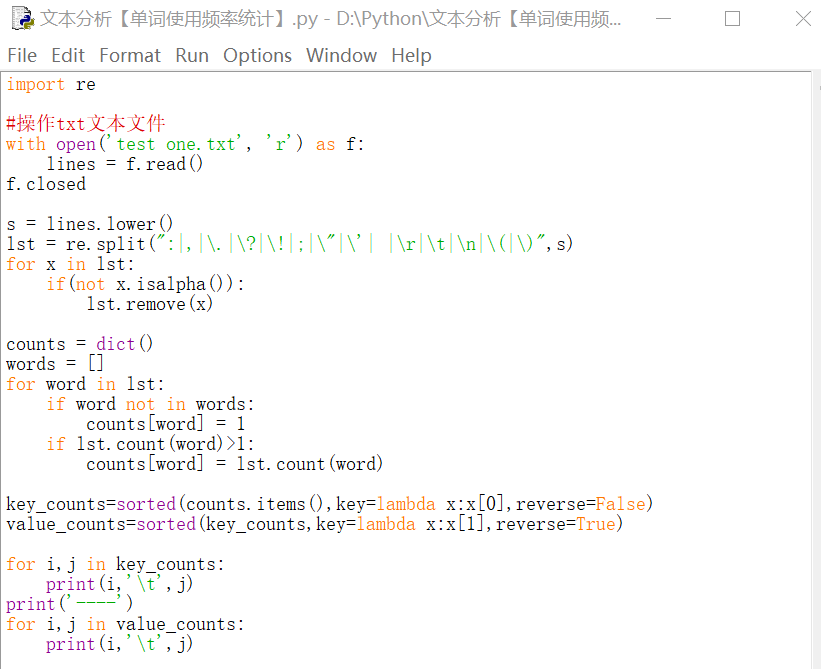 文本分析【单词使用频率统计】.py - D:\Python\文本分析【单词使用频...
File Edit Format Run Options Window Help
import re
#操作txt文本文件
with open('test one.txt', 'r') as f:
    lines = f.read()
f.closed
s = lines.lower()
lst = re.split(":|,|\.|\?|\!|;|\"|\'| |\r|\t|\n|\(|\)",s)
for x in lst:
    if(not x.isalpha()):
        lst.remove(x)
counts = dict()
words = []
for word in lst:
    if word not in words:
        counts[word] = 1
    if lst.count(word)>1:
        counts[word] = lst.count(word)
key_counts=sorted(counts.items(),key=lambda x:x[0],reverse=False)
value_counts=sorted(key_counts,key=lambda x:x[1],reverse=True)
for i,j in key_counts:
    print(i,'\t',j)
print('----')
for i,j in value_counts:
    print(i,'\t',j)